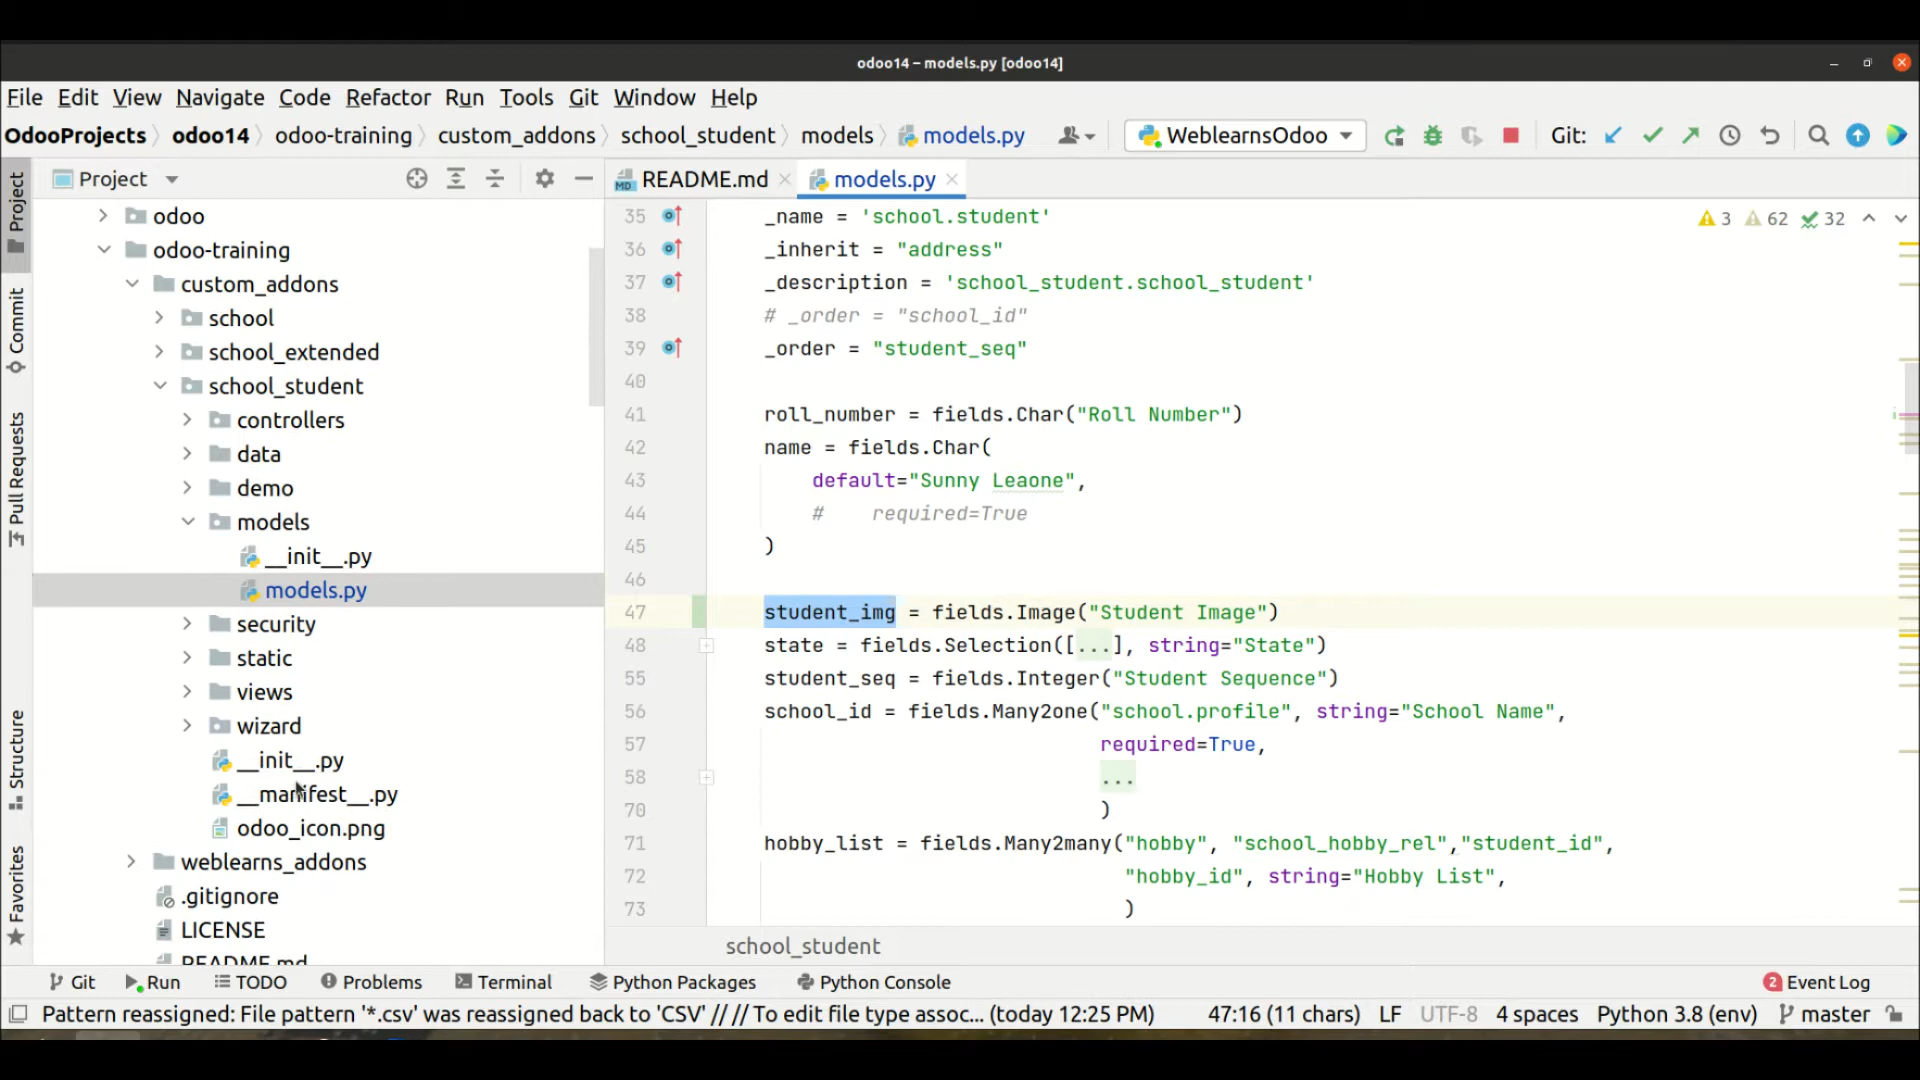 odoo14 – models.py [odoo14]
File Edit View Navigate Code Refactor Run Tools Git Window Help
OdooProjects odoo14 odoo-training custom_addons school_student models models.py WeblearnsOdoo Git:
Project README.md models.py
Project
Commit
Pull Requests
Structure
Favorites
odoo
odoo-training
custom_addons
school
school_extended
school_student
controllers
data
demo
models
__init__.py
models.py
security
static
views
wizard
__init__.py
__manifest__.py
odoo_icon.png
weblearns_addons
.gitignore
LICENSE
README.md
3 62 32
35 _name = 'school.student'
36 _inherit = "address"
37 _description = 'school_student.school_student'
38 # _order = "school_id"
39 _order = "student_seq"
40
41 roll_number = fields.Char("Roll Number")
42 name = fields.Char(
43 default="Sunny Leaone",
44 # required=True
45 )
46
47 student_img = fields.Image("Student Image")
48 state = fields.Selection([...], string="State")
55 student_seq = fields.Integer("Student Sequence")
56 school_id = fields.Many2one("school.profile", string="School Name",
57 required=True,
58 ...
70 )
71 hobby_list = fields.Many2many("hobby", "school_hobby_rel","student_id",
72 "hobby_id", string="Hobby List",
73 )
school_student
Git Run TODO Problems Terminal Python Packages Python Console 2 Event Log
Pattern reassigned: File pattern '*.csv' was reassigned back to 'CSV' // // To edit file type assoc... (today 12:25 PM) 47:16 (11 chars) LF UTF-8 4 spaces Python 3.8 (env) master